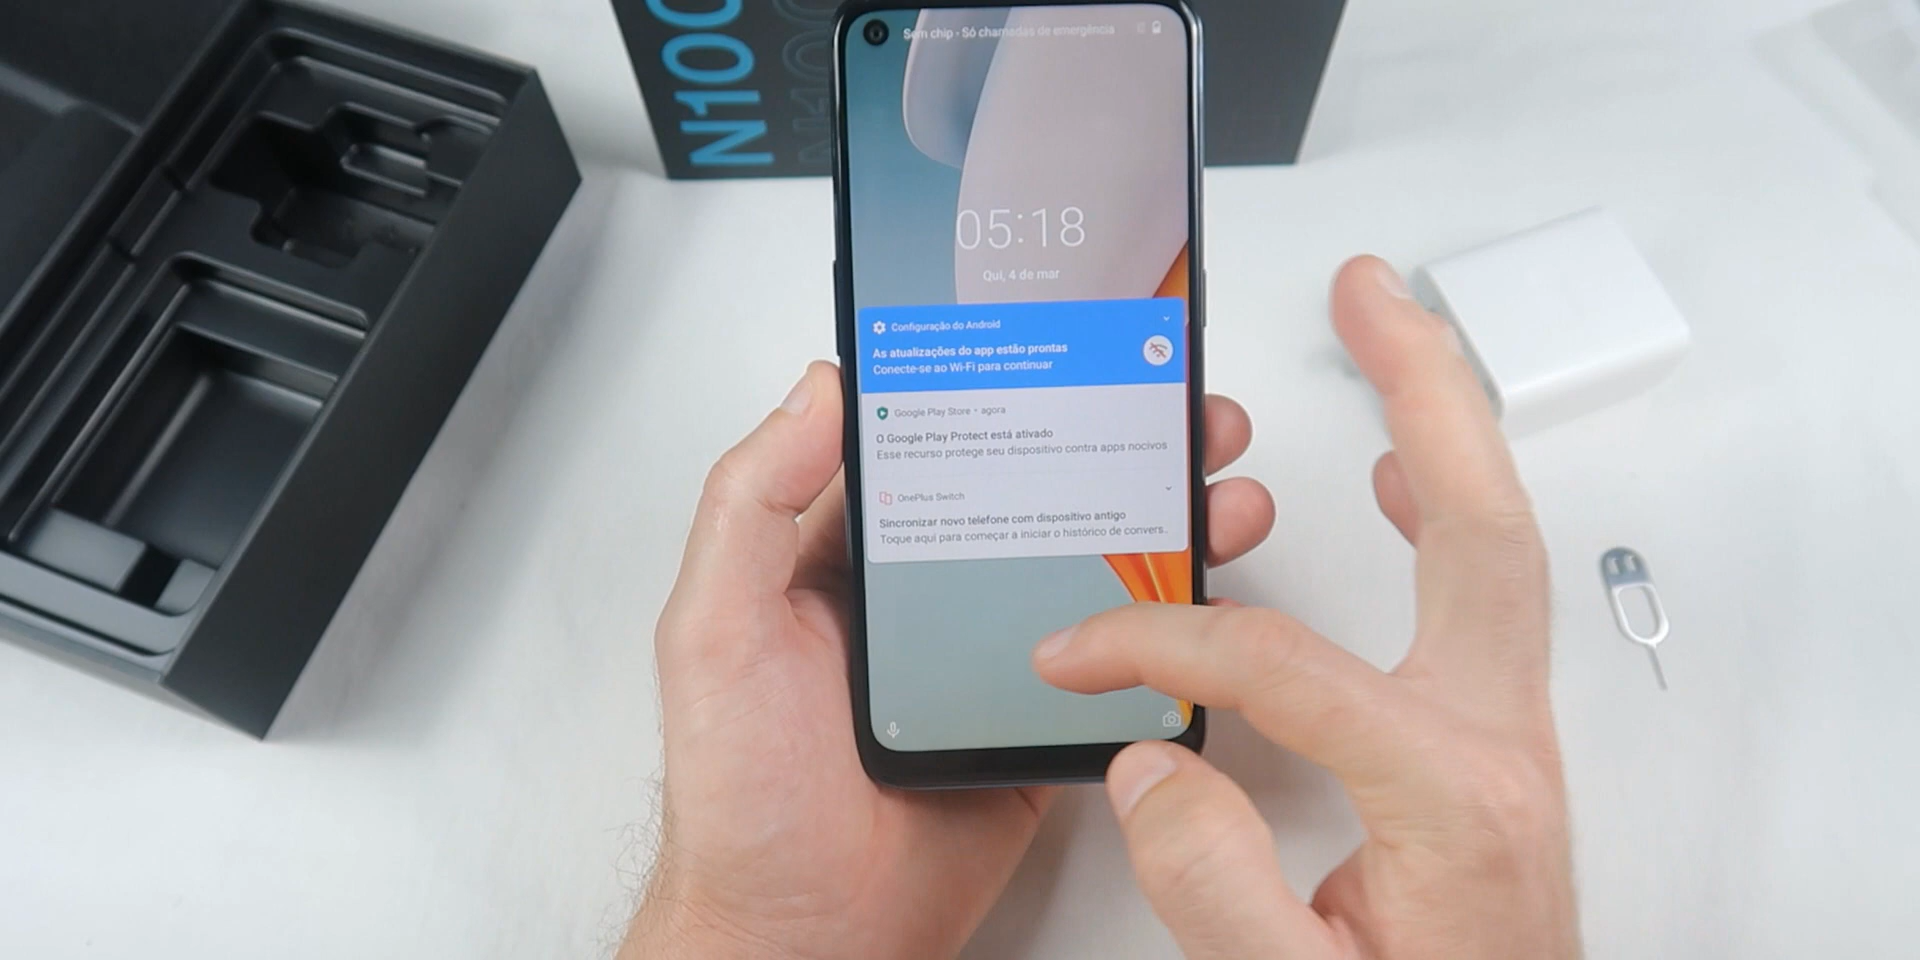 N100
N100
Sem chip - Só chamadas de emergência
05:18
Qui, 4 de mar
Configuração do Android
As atualizações do app estão prontas
Conecte-se ao Wi-Fi para continuar
Google Play Store • agora
O Google Play Protect está ativado
Esse recurso protege seu dispositivo contra apps nocivos
OnePlus Switch
Sincronizar novo telefone com dispositivo antigo
Toque aqui para começar a iniciar o histórico de convers..